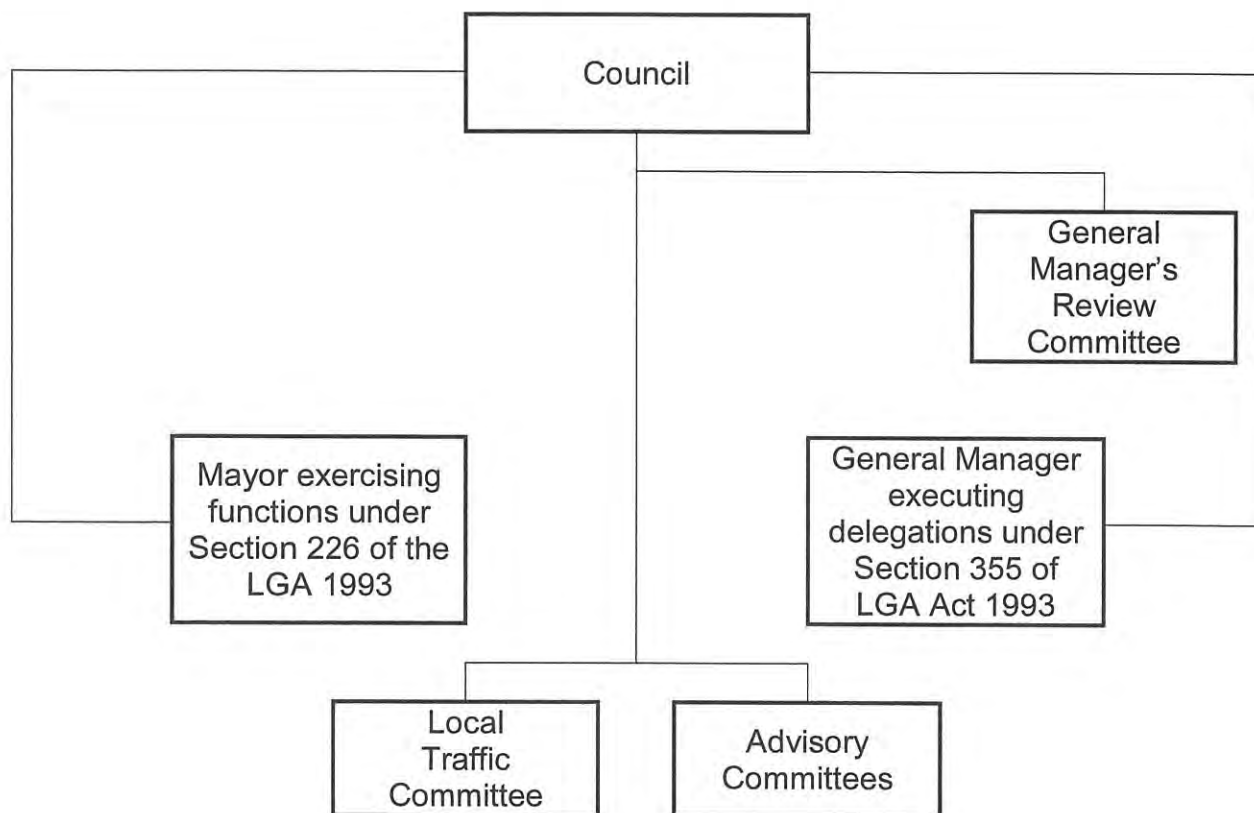 Council
General
Manager’s
Review
Committee
Mayor exercising
functions under
Section 226 of the
LGA 1993
General Manager
executing
delegations under
Section 355 of
LGA Act 1993
Local
Traffic
Committee
Advisory
Committees